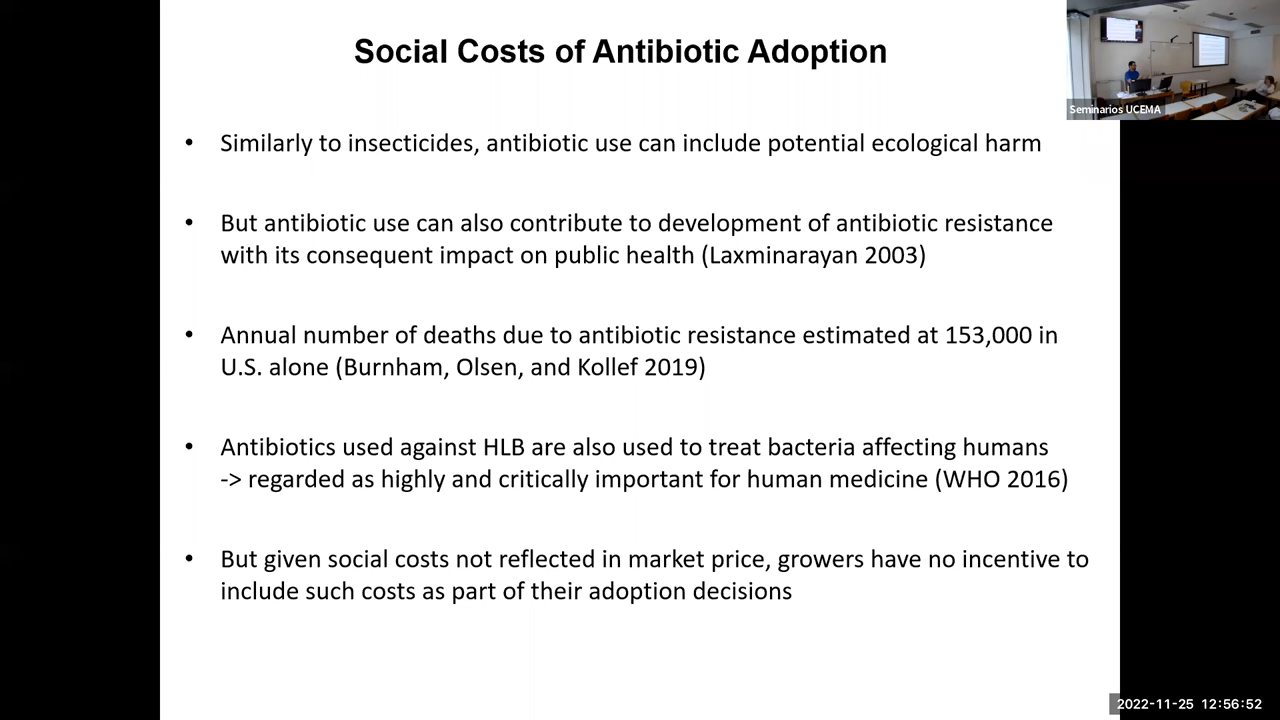 Social Costs of Antibiotic Adoption
Seminarios UCEMA
• Similarly to insecticides, antibiotic use can include potential ecological harm
• But antibiotic use can also contribute to development of antibiotic resistance
with its consequent impact on public health (Laxminarayan 2003)
• Annual number of deaths due to antibiotic resistance estimated at 153,000 in
U.S. alone (Burnham, Olsen, and Kollef 2019)
• Antibiotics used against HLB are also used to treat bacteria affecting humans
-> regarded as highly and critically important for human medicine (WHO 2016)
• But given social costs not reflected in market price, growers have no incentive to
include such costs as part of their adoption decisions
2022-11-25 12:56:52